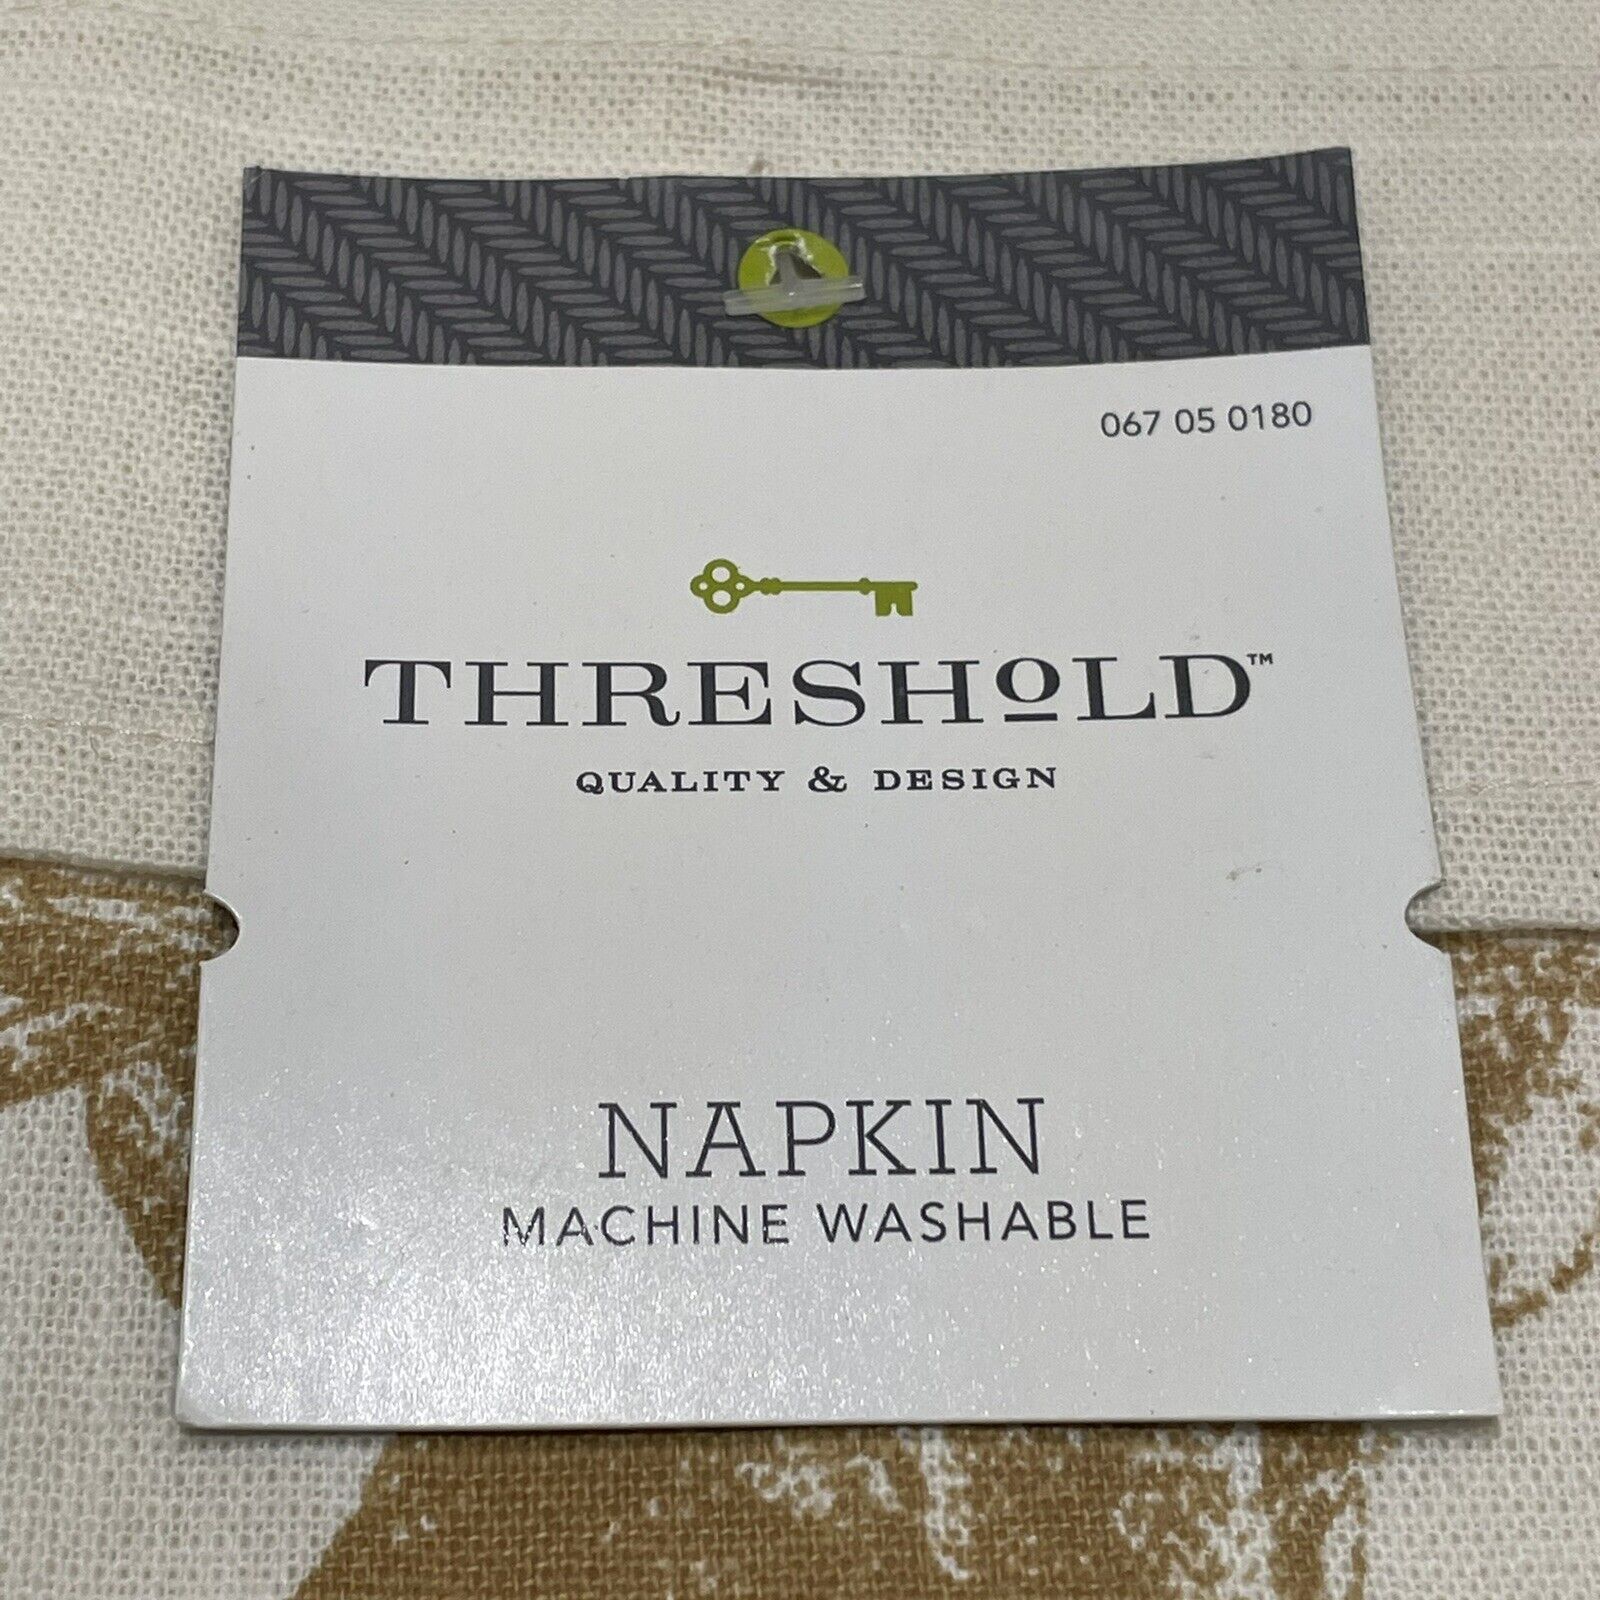 067 05 0180
THRESHOLD™
QUALITY & DESIGN
NAPKIN
MACHINE WASHABLE